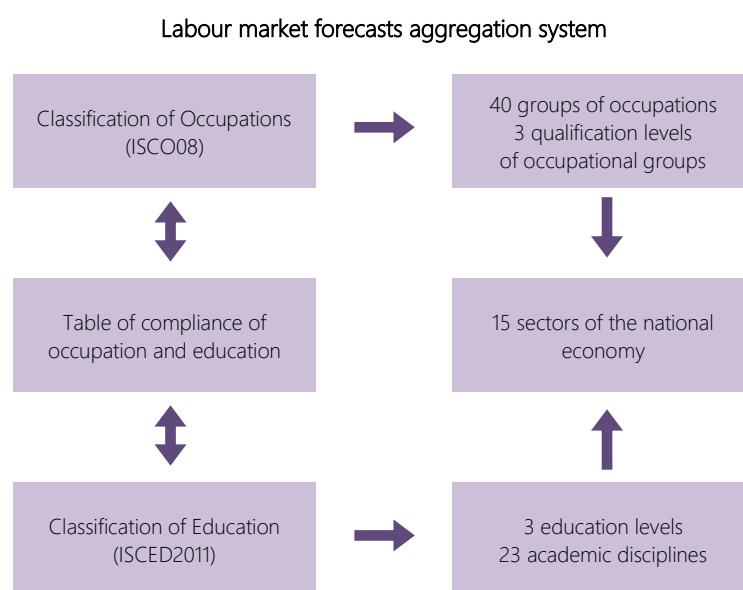 Labour market forecasts aggregation system
Classification of Occupations
(ISCO08)
40 groups of occupations
3 qualification levels
of occupational groups
Table of compliance of
occupation and education
15 sectors of the national
economy
Classification of Education
(ISCED2011)
3 education levels
23 academic disciplines